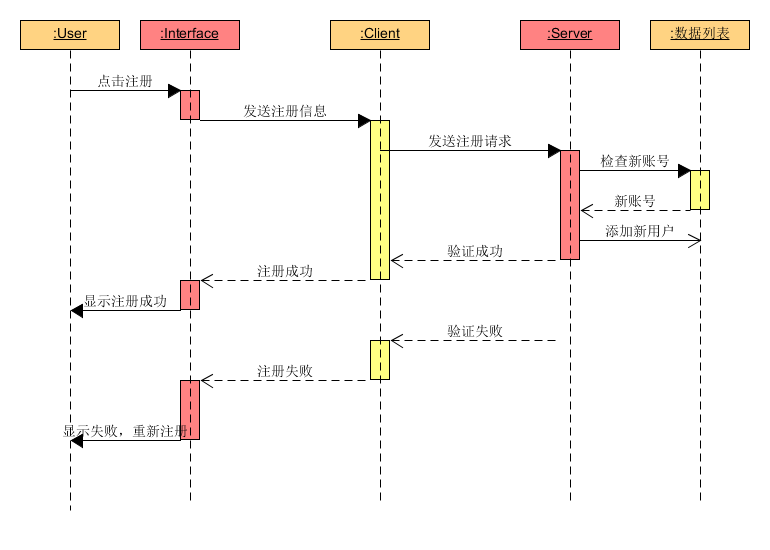 :User
:Interface
:Client
:Server
:数据列表
点击注册
发送注册信息
发送注册请求
检查新账号
新账号
添加新用户
验证成功
注册成功
显示注册成功
验证失败
注册失败
显示失败，重新注册